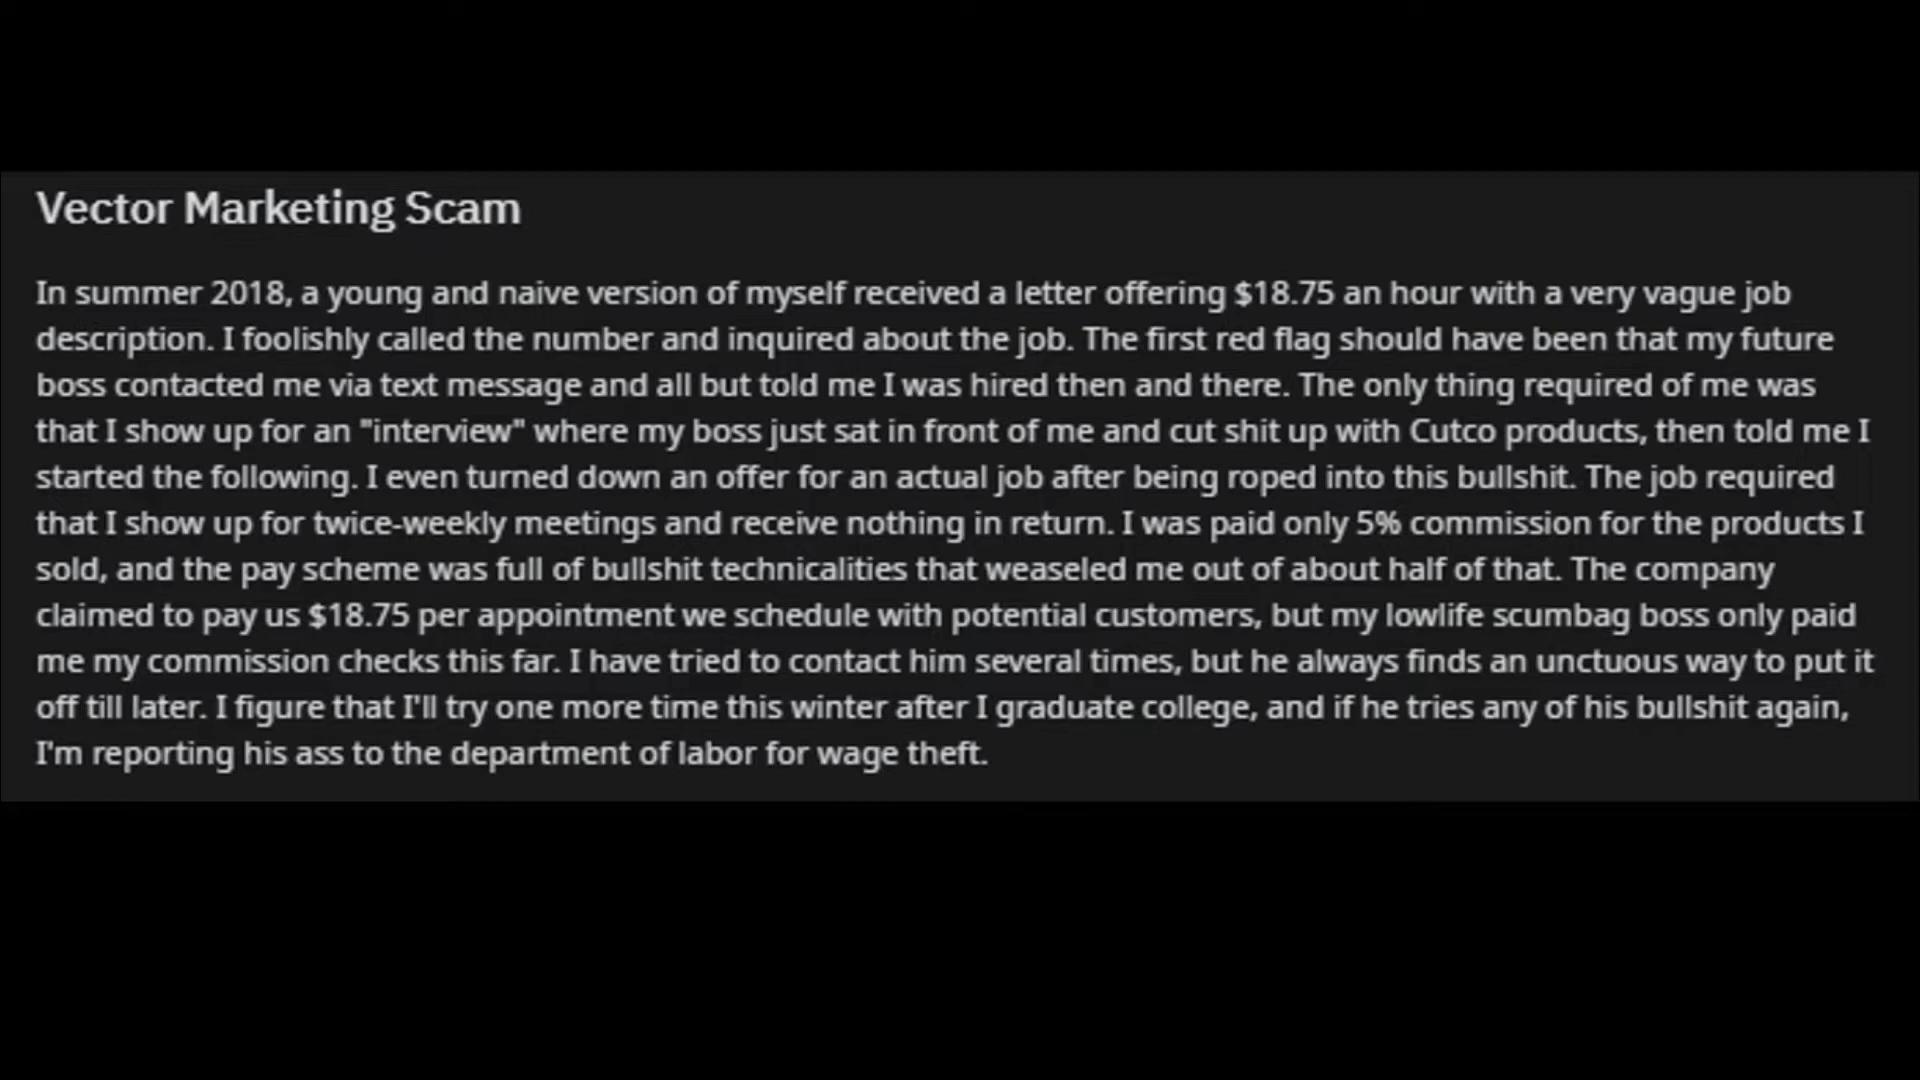 Vector Marketing Scam
In summer 2018, a young and naive version of myself received a letter offering $18.75 an hour with a very vague job
description. I foolishly called the number and inquired about the job. The first red flag should have been that my future
boss contacted me via text message and all but told me I was hired then and there. The only thing required of me was
that I show up for an "interview" where my boss just sat in front of me and cut shit up with Cutco products, then told me I
started the following. I even turned down an offer for an actual job after being roped into this bullshit. The job required
that I show up for twice-weekly meetings and receive nothing in return. I was paid only 5% commission for the products I
sold, and the pay scheme was full of bullshit technicalities that weaseled me out of about half of that. The company
claimed to pay us $18.75 per appointment we schedule with potential customers, but my lowlife scumbag boss only paid
me my commission checks this far. I have tried to contact him several times, but he always finds an unctuous way to put it
off till later. I figure that I'll try one more time this winter after I graduate college, and if he tries any of his bullshit again,
I'm reporting his ass to the department of labor for wage theft.